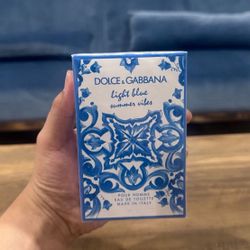 DOLCE & GABBANA
light blue
summer vibes
POUR HOMME
EAU DE TOILETTE
MADE IN ITALY